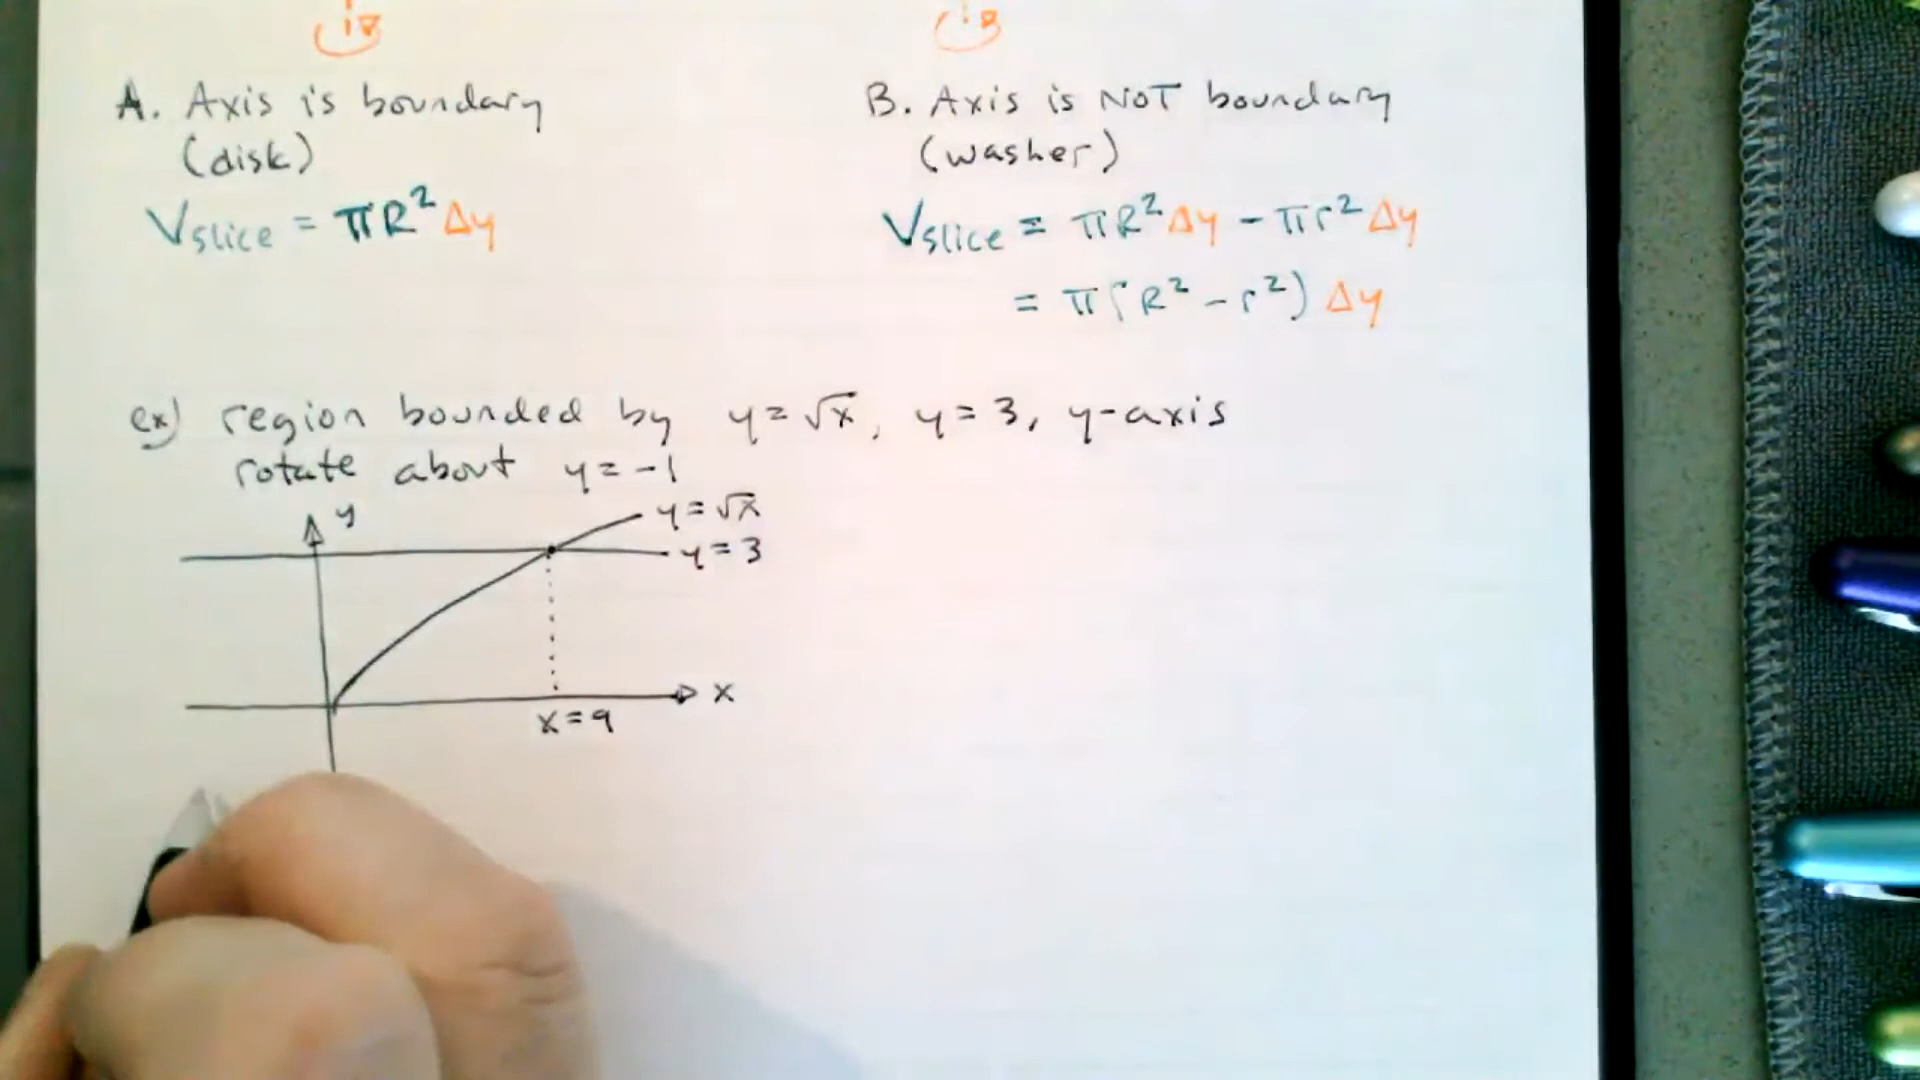 A. Axis is boundary
(disk)
Vslice = πR² Δy
B. Axis is NOT boundary
(washer)
Vslice = πR² Δy - πr² Δy
= π(R² - r²) Δy
ex) region bounded by y = √x, y = 3, y-axis
rotate about y = -1
y
y = √x
y = 3
x
x = 9